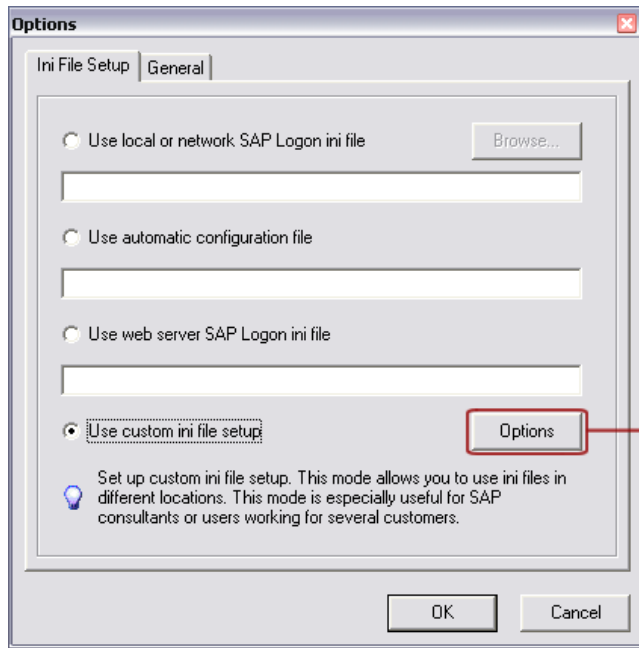 Options
Ini File Setup
General
Use local or network SAP Logon ini file
Browse...
Use automatic configuration file
Use web server SAP Logon ini file
Use custom ini file setup
Options
Set up custom ini file setup. This mode allows you to use ini files in
different locations. This mode is especially useful for SAP
consultants or users working for several customers.
OK
Cancel